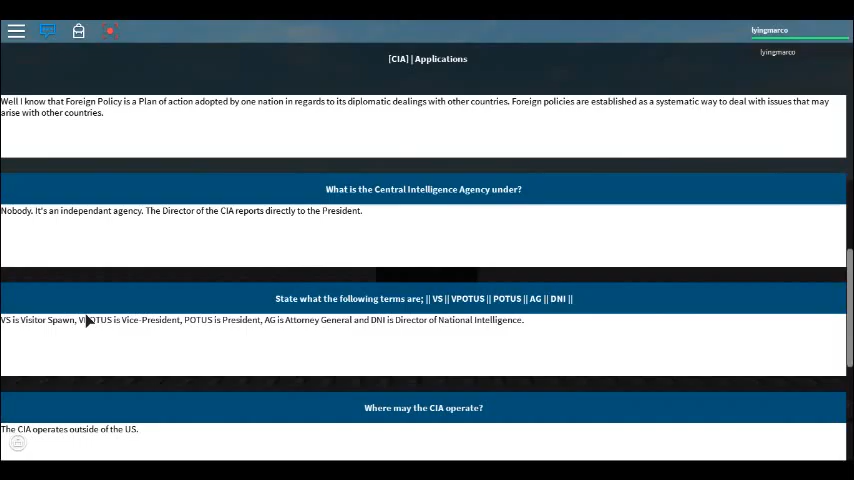 lyingmarco
lyingmarco
[CIA] | Applications
Well I know that Foreign Policy is a Plan of action adopted by one nation in regards to its diplomatic dealings with other countries. Foreign policies are established as a systematic way to deal with issues that may
arise with other countries.
What is the Central Intelligence Agency under?
Nobody. It's an independant agency. The Director of the CIA reports directly to the President.
State what the following terms are; || VS || VPOTUS || POTUS || AG || DNI ||
VS is Visitor Spawn, VPOTUS is Vice-President, POTUS is President, AG is Attorney General and DNI is Director of National Intelligence.
Where may the CIA operate?
The CIA operates outside of the US.